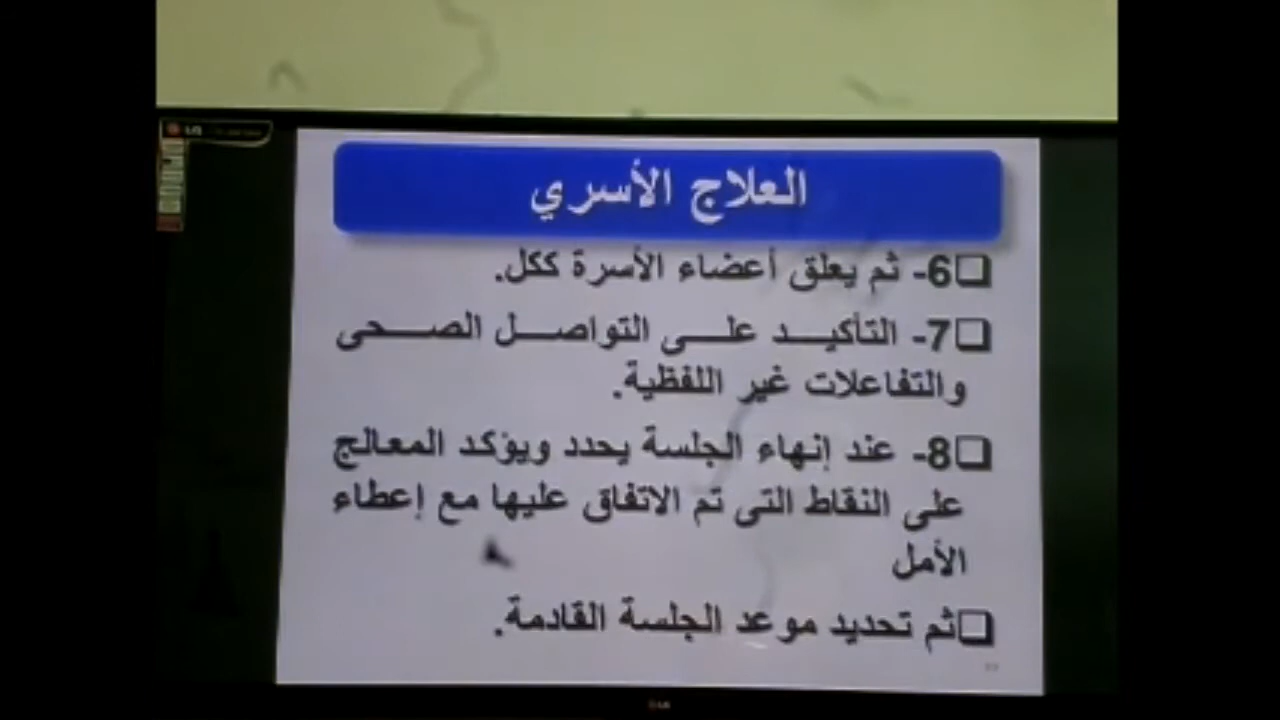 العلاج الأسري
❑6- ثم يعلق أعضاء الأسرة ككل.
❑7- التأكيد على التواصل الصحى
والتفاعلات غير اللفظية.
❑8- عند إنهاء الجلسة يحدد ويؤكد المعالج
على النقاط التى تم الاتفاق عليها مع إعطاء
الأمل
❑ثم تحديد موعد الجلسة القادمة.
LG